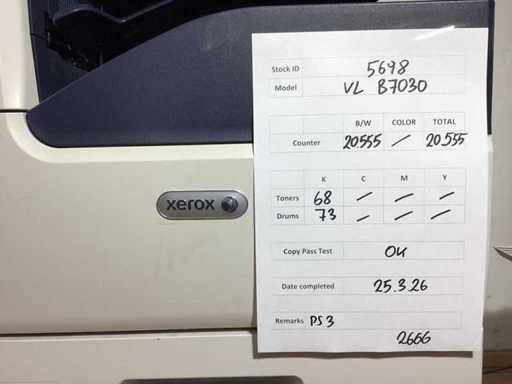 Stock ID 5698
Model VL B7030
B/W COLOR TOTAL
Counter 20555 / 20555
K C M Y
Toners 68 / / /
Drums 73 / / /
Copy Pass Test OK
Date completed 25.3.26
Remarks PS3
2666
xerox